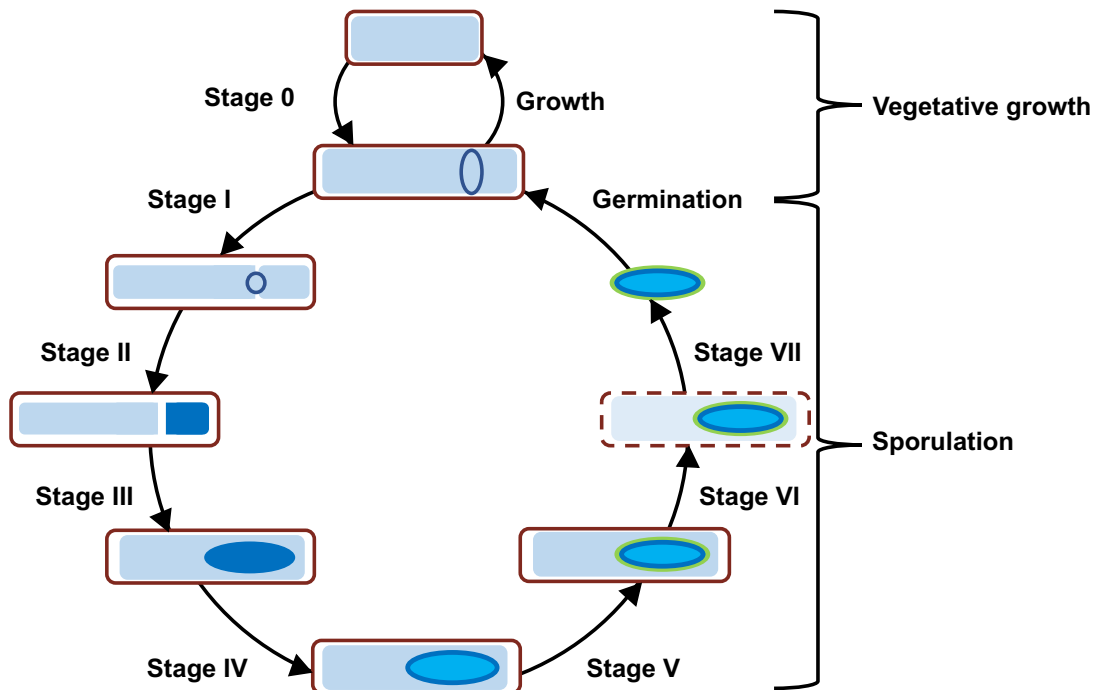 Stage 0
Growth
Vegetative growth
Stage I
Germination
Stage II
Stage VII
Sporulation
Stage III
Stage VI
Stage IV
Stage V